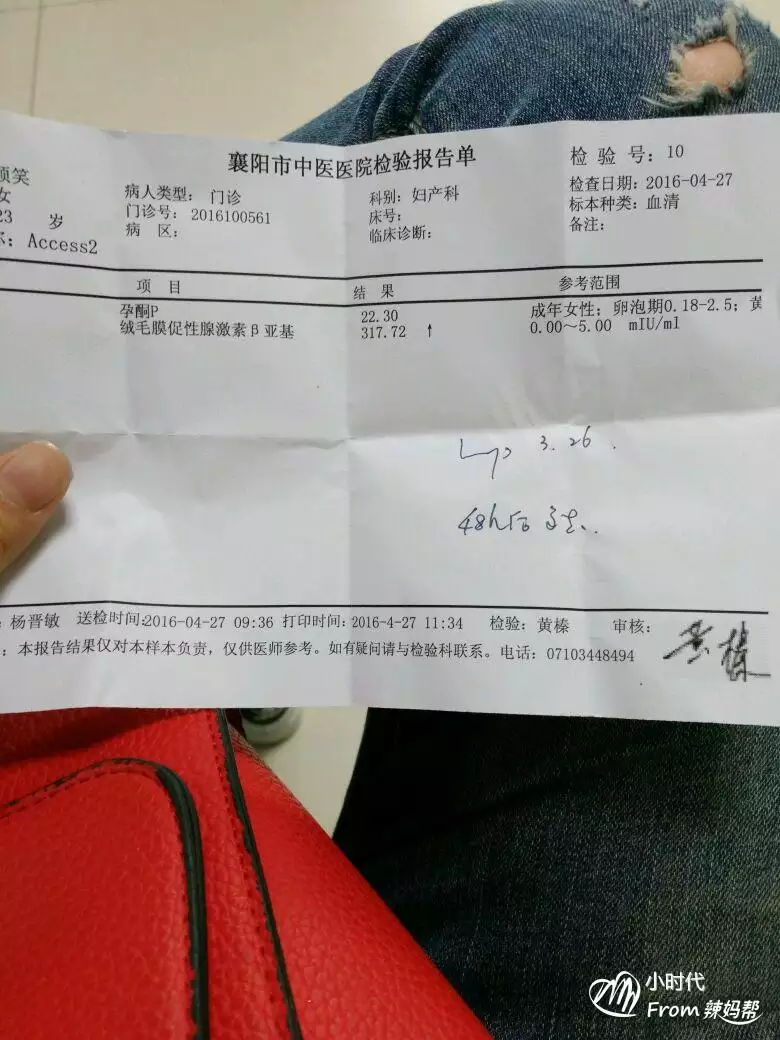 襄阳市中医医院检验报告单
检 验 号: 10
笑
女
病人类型: 门诊
科别: 妇产科
检查日期: 2016-04-27
23 岁
门诊号: 2016100561
床号:
标本种类: 血清
: Access2
病 区:
临床诊断:
备注:
项 目
结 果
参考范围
孕酮P
22.30
成年女性; 卵泡期0.18-2.5; 黄
绒毛膜促性腺激素β亚基
317.72 ↑
0.00～5.00 mIU/ml
3.26.
48h后
: 杨晋敏 送检时间:2016-04-27 09:36 打印时间: 2016-4-27 11:34 检验: 黄榛 审核:
: 本报告结果仅对本样本负责, 仅供医师参考。如有疑问请与检验科联系。电话: 07103448494
黄榛
小时代
From 辣妈帮